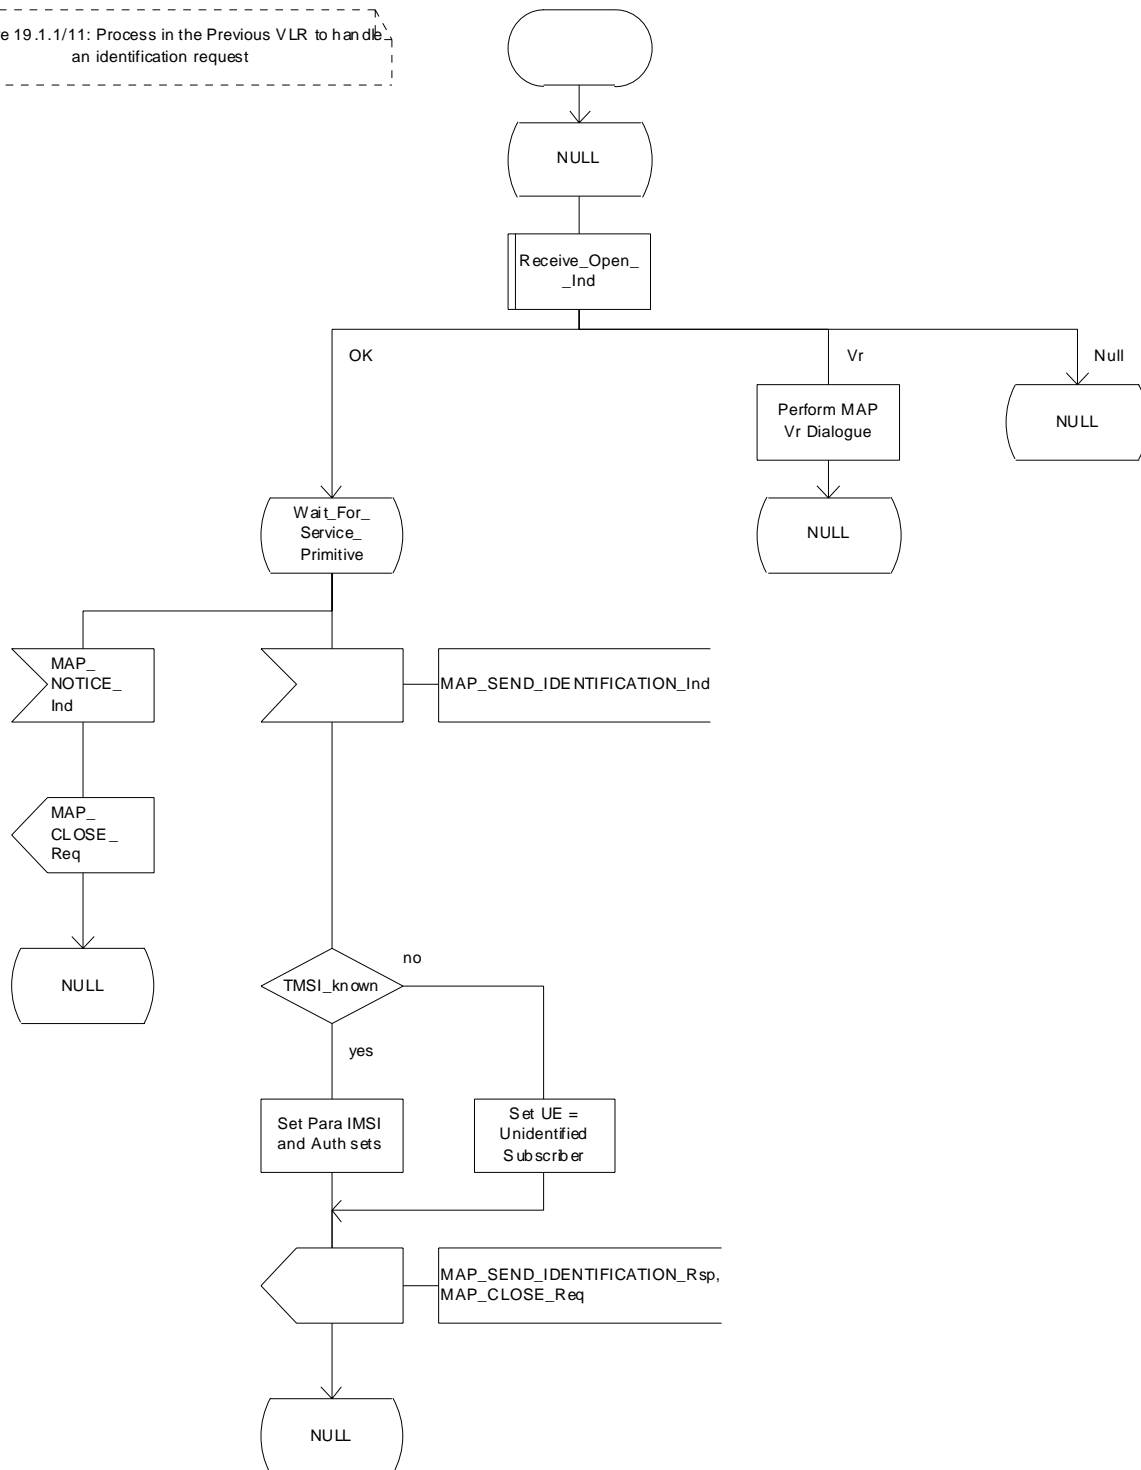 e 19.1.1/11: Process in the Previous VLR to handle
an identification request
NULL
Receive_Open_
_Ind
OK
Vr
Null
Perform MAP
Vr Dialogue
NULL
NULL
Wait_For_
Service_
Primitive
MAP_
NOTICE_
Ind
MAP_SEND_IDENTIFICATION_Ind
MAP_
CLOSE_
Req
NULL
TMSI_known
no
yes
Set Para IMSI
and Auth sets
Set UE =
Unidentified
Subscriber
MAP_SEND_IDENTIFICATION_Rsp,
MAP_CLOSE_Req
NULL